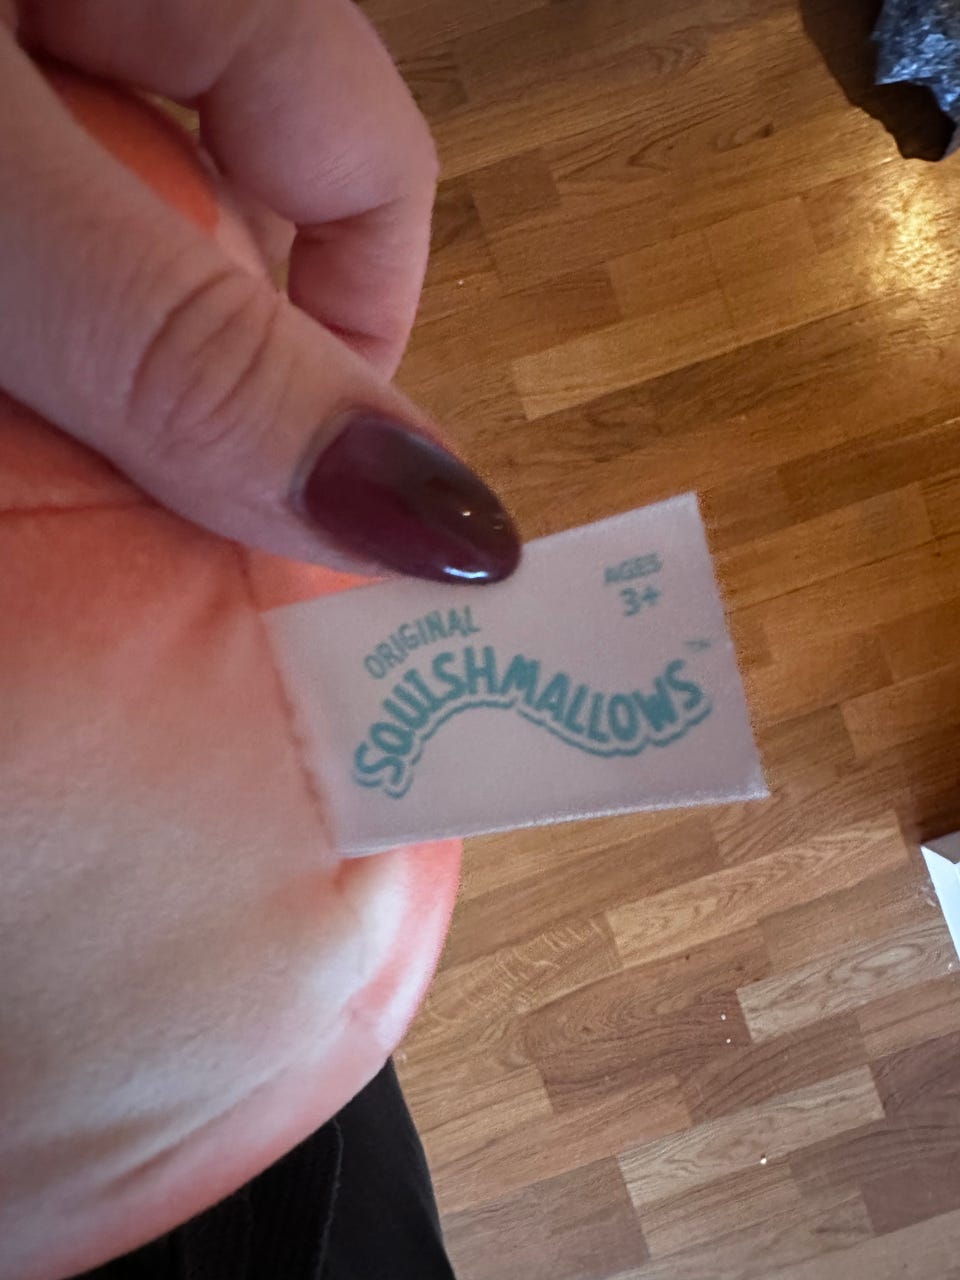 AGES
3+
ORIGINAL
SQUISHMALLOWS™